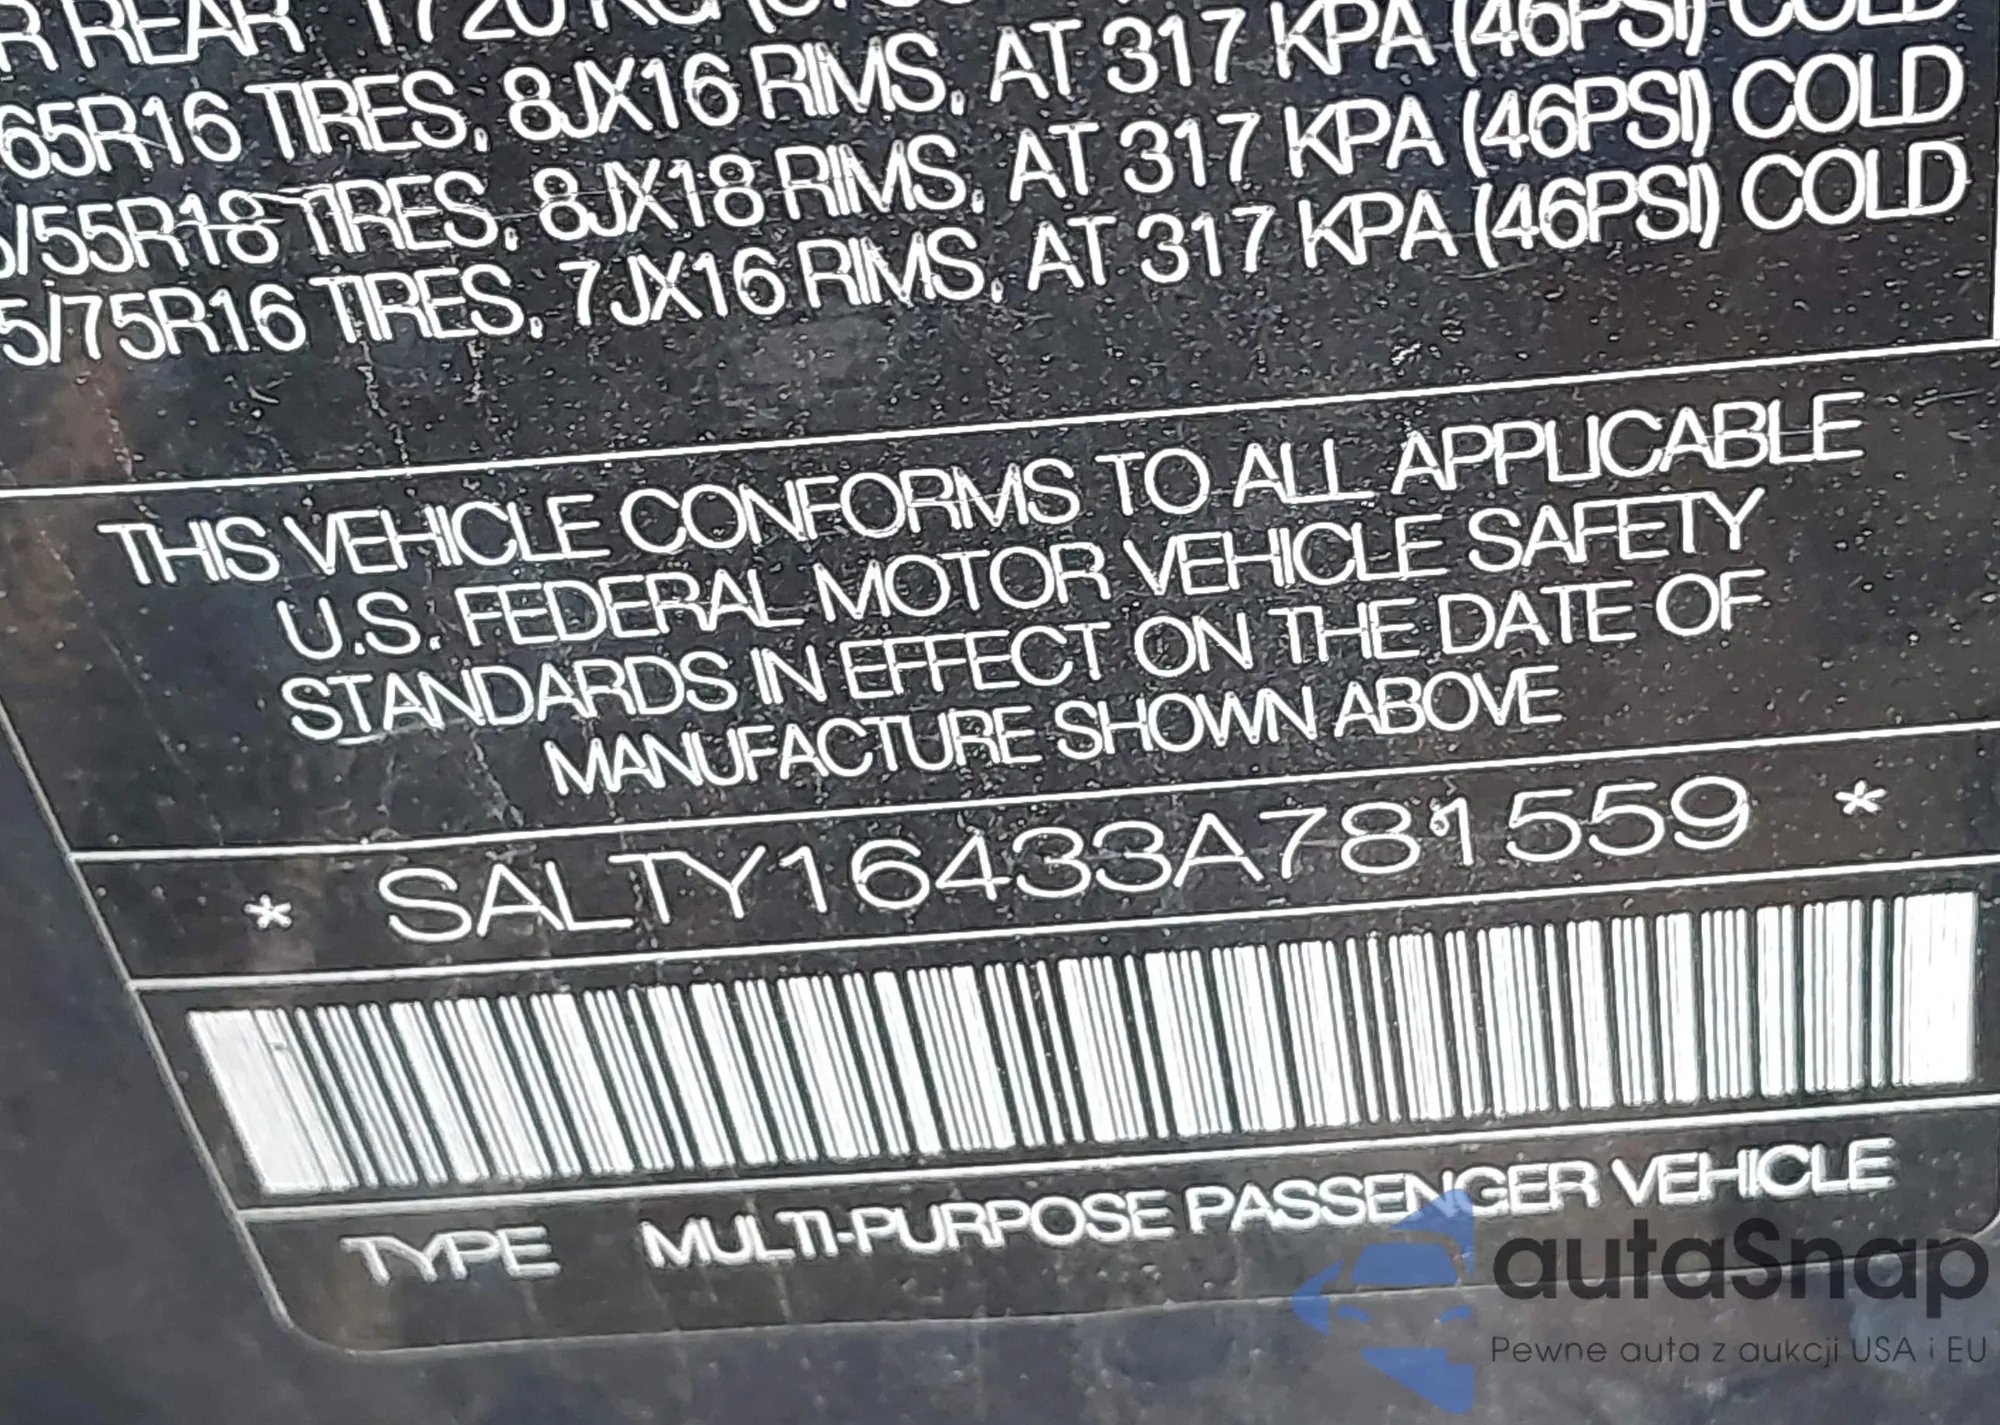 R REAR 1720 KG
65R16 TIRES, 8JX16 RIMS, AT 317 KPA (46PSI) COLD
/55R18 TIRES, 8JX18 RIMS, AT 317 KPA (46PSI) COLD
5/75R16 TIRES, 7JX16 RIMS, AT 317 KPA (46PSI) COLD
THIS VEHICLE CONFORMS TO ALL APPLICABLE
U.S. FEDERAL MOTOR VEHICLE SAFETY
STANDARDS IN EFFECT ON THE DATE OF
MANUFACTURE SHOWN ABOVE
* SALTY16433A781559 *
TYPE MULTI-PURPOSE PASSENGER VEHICLE
autaSnap
Pewne auta z aukcji USA i EU